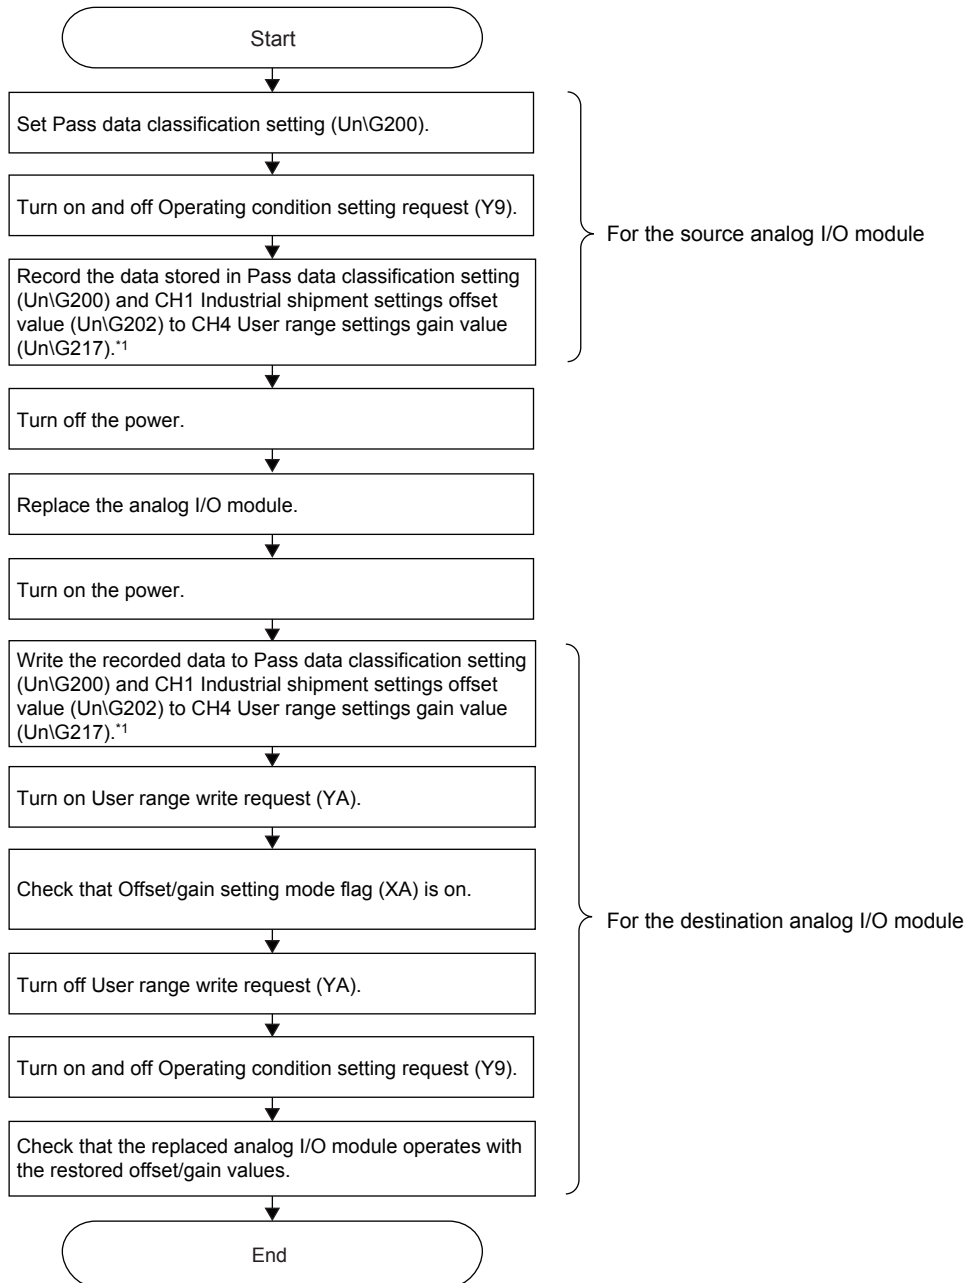 Start
Set Pass data classification setting (Un\G200).
Turn on and off Operating condition setting request (Y9).
For the source analog I/O module
Record the data stored in Pass data classification setting
(Un\G200) and CH1 Industrial shipment settings offset
value (Un\G202) to CH4 User range settings gain value
(Un\G217).*1
Turn off the power.
Replace the analog I/O module.
Turn on the power.
Write the recorded data to Pass data classification setting
(Un\G200) and CH1 Industrial shipment settings offset
value (Un\G202) to CH4 User range settings gain value
(Un\G217).*1
Turn on User range write request (YA).
Check that Offset/gain setting mode flag (XA) is on.
For the destination analog I/O module
Turn off User range write request (YA).
Turn on and off Operating condition setting request (Y9).
Check that the replaced analog I/O module operates with
the restored offset/gain values.
End